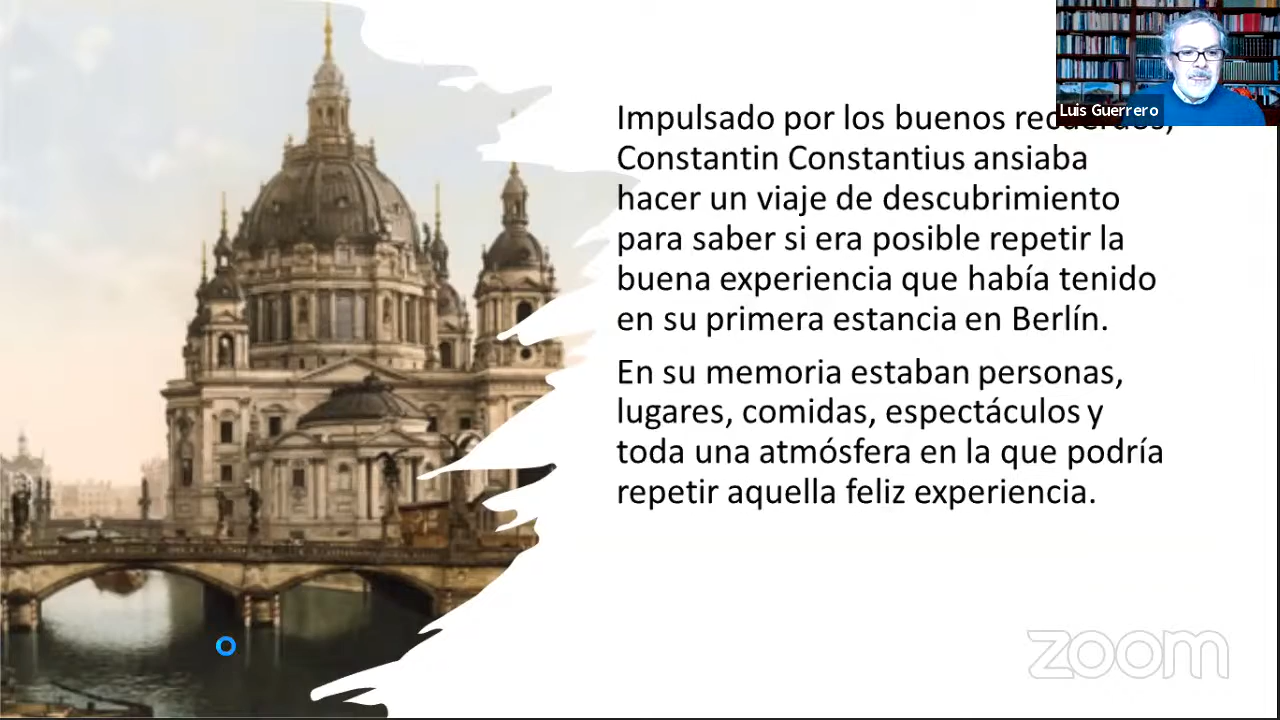 Luis Guerrero
Impulsado por los buenos recuerdos,
Constantin Constantius ansiaba
hacer un viaje de descubrimiento
para saber si era posible repetir la
buena experiencia que había tenido
en su primera estancia en Berlín.
En su memoria estaban personas,
lugares, comidas, espectáculos y
toda una atmósfera en la que podría
repetir aquella feliz experiencia.
zoom